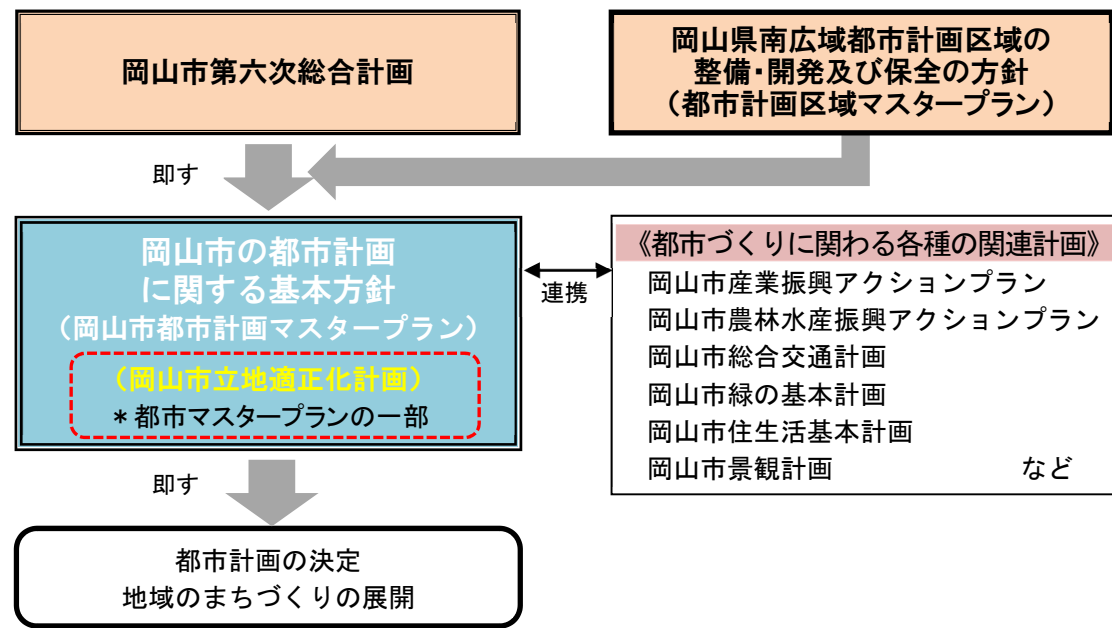 岡山市第六次総合計画
岡山県南広域都市計画区域の
整備・開発及び保全の方針
（都市計画区域マスタープラン）
即す
岡山市の都市計画
に関する基本方針
（岡山市都市計画マスタープラン）
（岡山市立地適正化計画）
＊都市マスタープランの一部
連携
《都市づくりに関わる各種の関連計画》
岡山市産業振興アクションプラン
岡山市農林水産振興アクションプラン
岡山市総合交通計画
岡山市緑の基本計画
岡山市住生活基本計画
岡山市景観計画　　　　　など
即す
都市計画の決定
地域のまちづくりの展開